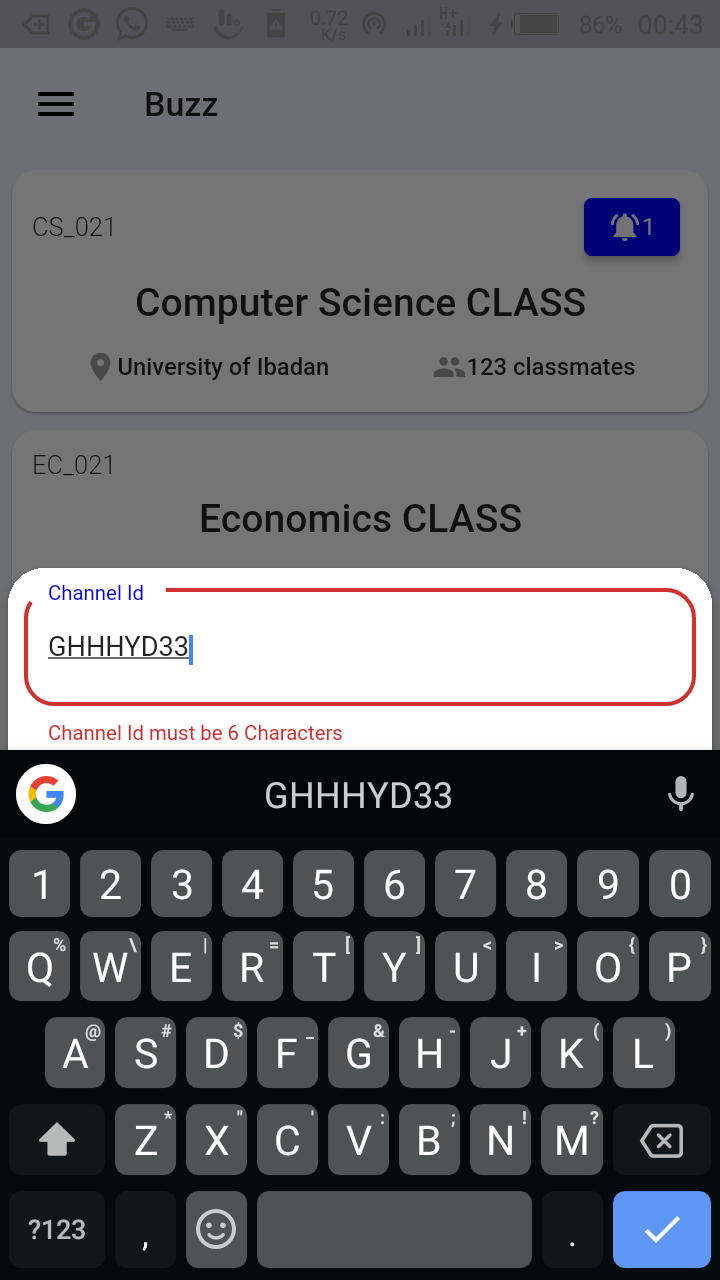 0.72 K/s H+ 86% 00:43
Buzz
CS_021
1
Computer Science CLASS
University of Ibadan 123 classmates
EC_021
Economics CLASS
Channel Id
GHHHYD33
Channel Id must be 6 Characters
GHHHYD33
1 2 3 4 5 6 7 8 9 0
% \ | = [ ] < > { }
Q W E R T Y U I O P
@ # $ _ & - + ( )
A S D F G H J K L
* " ' : ; ! ?
Z X C V B N M
?123 , .